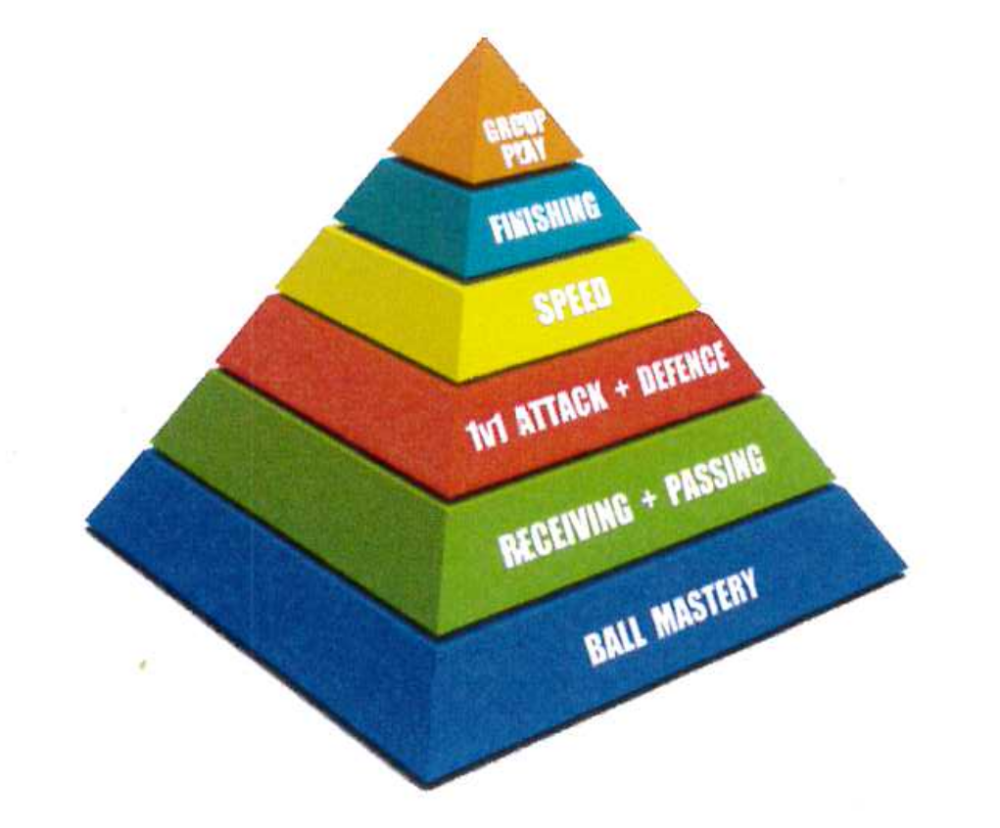 GROUP
PLAY
FINISHING
SPEED
1v1 ATTACK + DEFENCE
RECEIVING + PASSING
BALL MASTERY